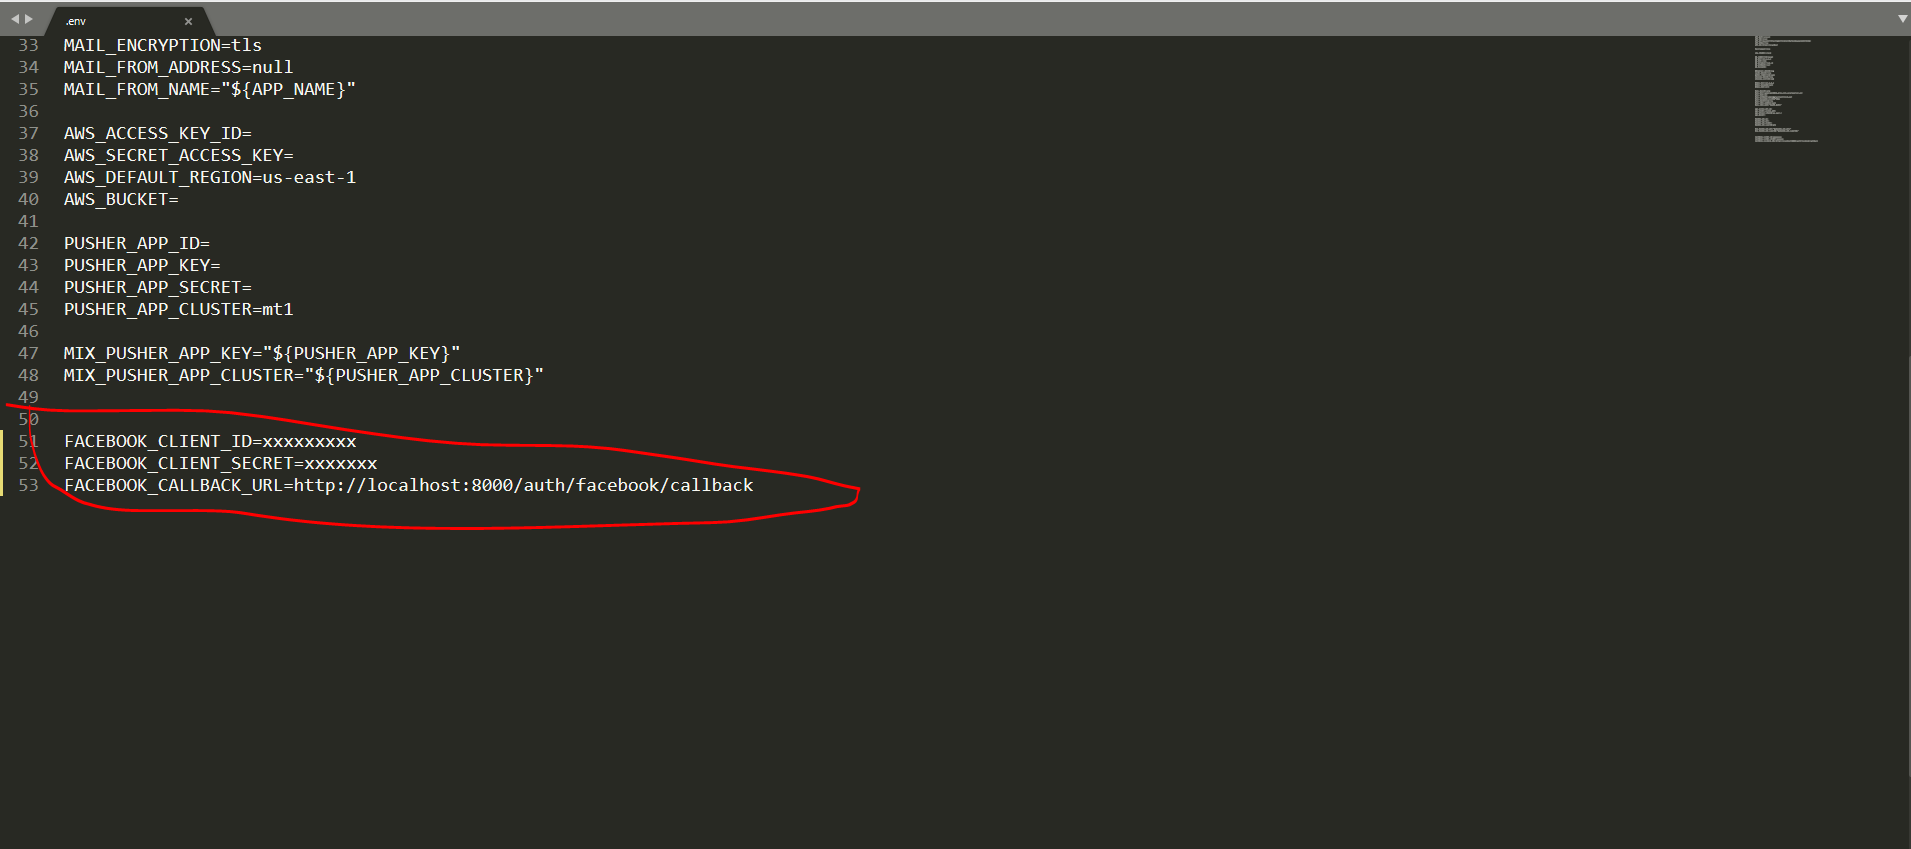 .env
33 MAIL_ENCRYPTION=tls
34 MAIL_FROM_ADDRESS=null
35 MAIL_FROM_NAME="${APP_NAME}"
36
37 AWS_ACCESS_KEY_ID=
38 AWS_SECRET_ACCESS_KEY=
39 AWS_DEFAULT_REGION=us-east-1
40 AWS_BUCKET=
41
42 PUSHER_APP_ID=
43 PUSHER_APP_KEY=
44 PUSHER_APP_SECRET=
45 PUSHER_APP_CLUSTER=mt1
46
47 MIX_PUSHER_APP_KEY="${PUSHER_APP_KEY}"
48 MIX_PUSHER_APP_CLUSTER="${PUSHER_APP_CLUSTER}"
49
50
51 FACEBOOK_CLIENT_ID=xxxxxxxxx
52 FACEBOOK_CLIENT_SECRET=xxxxxxx
53 FACEBOOK_CALLBACK_URL=http://localhost:8000/auth/facebook/callback